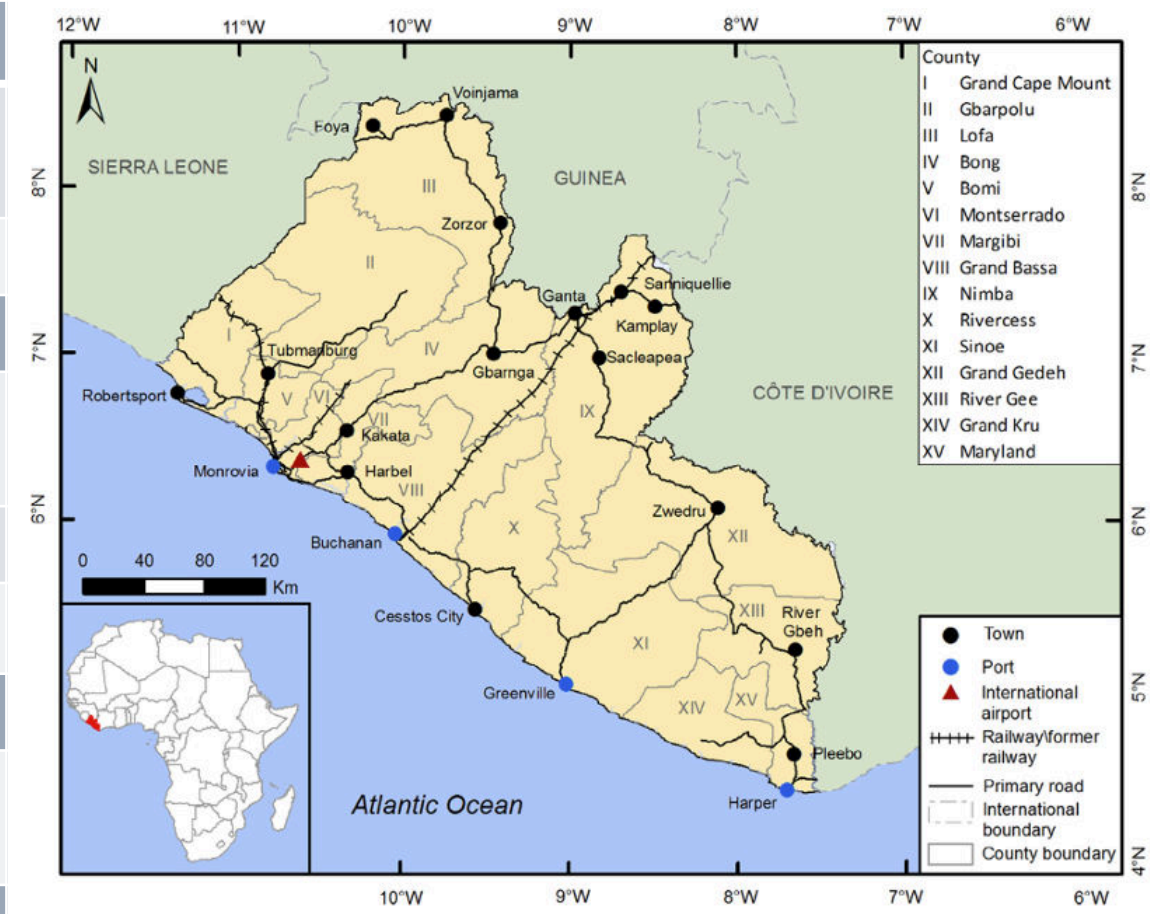 12°W
11°W
10°W
9°W
8°W
7°W
6°W
N
8°N
7°N
6°N
SIERRA LEONE
GUINEA
CÔTE D'IVOIRE
Voinjama
Foya
III
Zorzor
II
Ganta
Sanniquellie
Kamplay
I
Tubmanburg
IV
Gbarnga
Sacleapea
Robertsport
V
VI
VII
IX
Kakata
Monrovia
Harbel
VIII
Zwedru
Buchanan
X
XII
Cesstos City
XIII
River
Gbeh
XI
Greenville
XIV
XV
Pleebo
Harper
Atlantic Ocean
0 40 80 120
Km
County
I Grand Cape Mount
II Gbarpolu
III Lofa
IV Bong
V Bomi
VI Montserrado
VII Margibi
VIII Grand Bassa
IX Nimba
X Rivercess
XI Sinoe
XII Grand Gedeh
XIII River Gee
XIV Grand Kru
XV Maryland
8°N
7°N
6°N
5°N
4°N
Town
Port
International
airport
Railway\former
railway
Primary road
International
boundary
County boundary
10°W
9°W
8°W
7°W
6°W